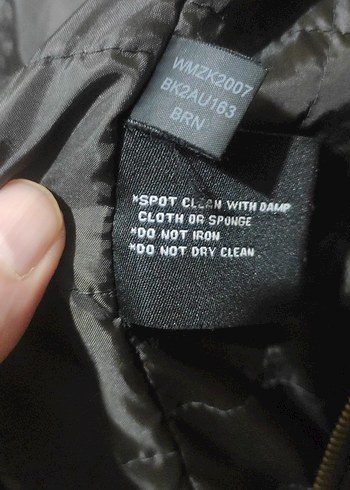 WMZK2007
BK2AU163
BRN
*SPOT CLEAN WITH DAMP
CLOTH OR SPONGE
*DO NOT IRON
*DO NOT DRY CLEAN